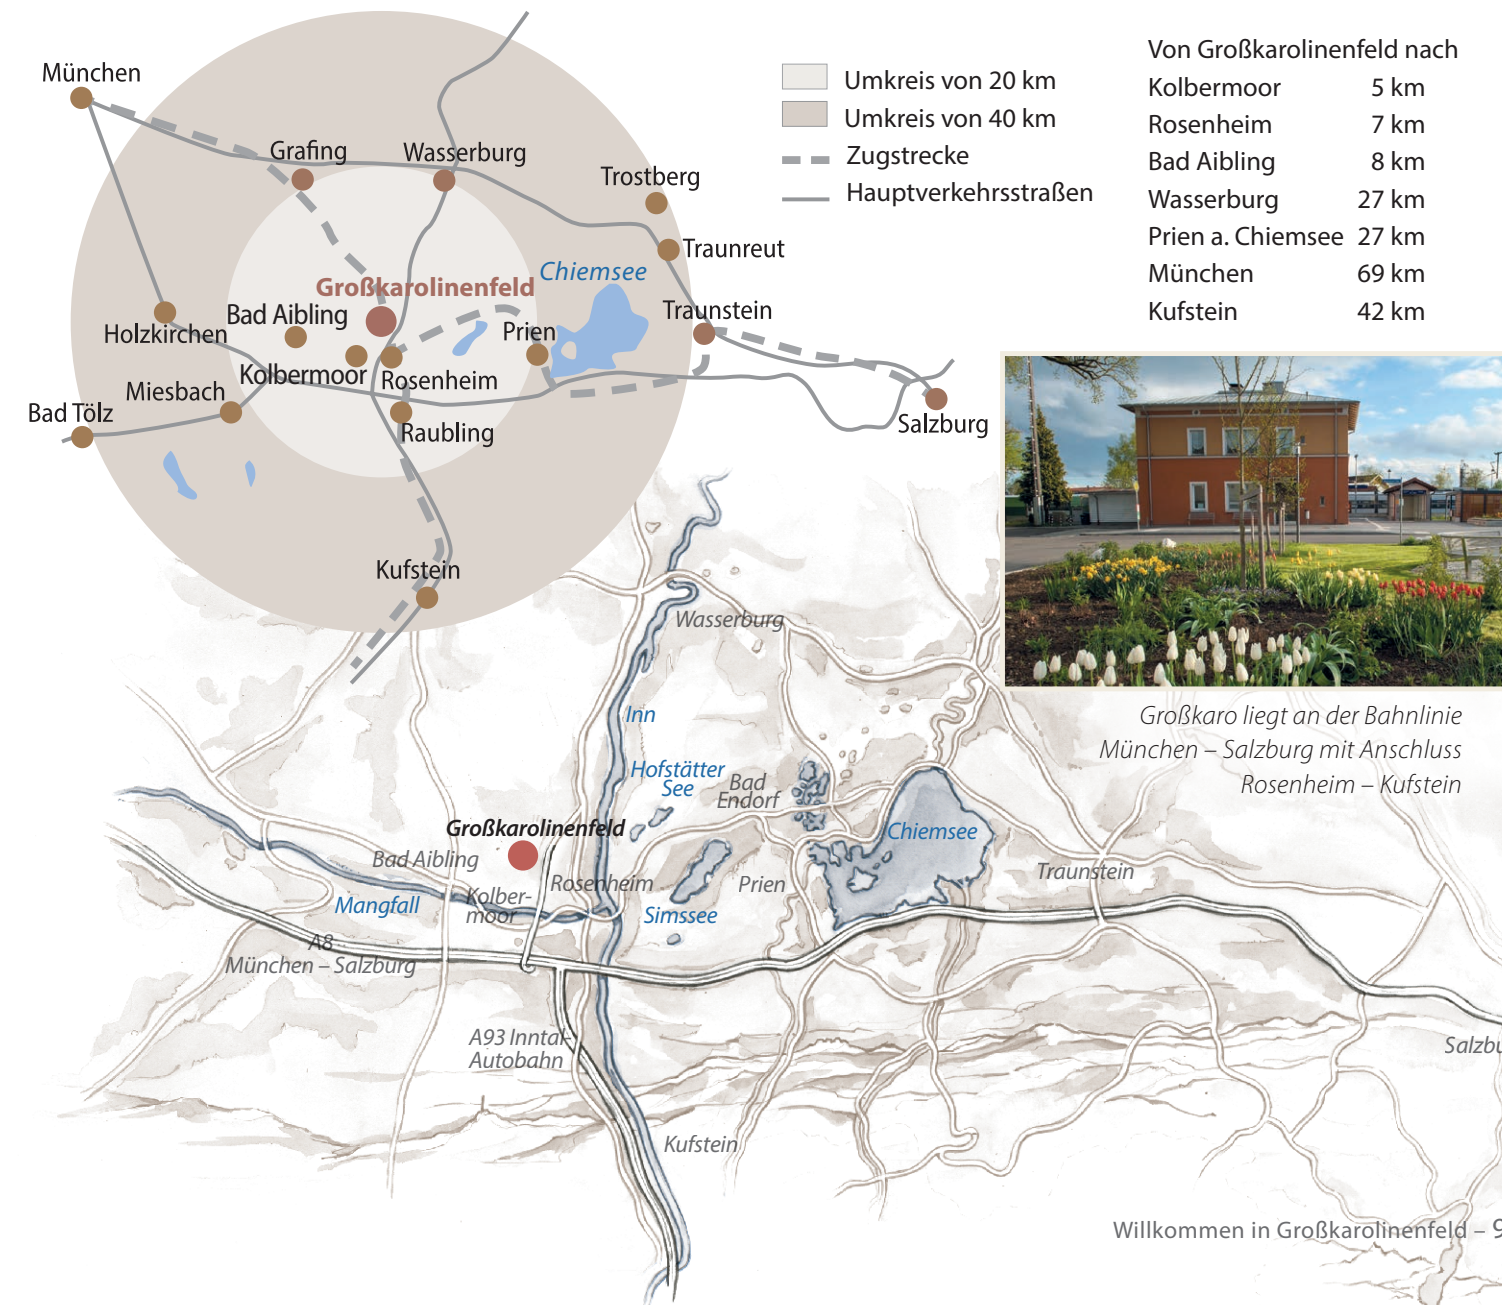 München
Grafing
Wasserburg
Trostberg
Traunreut
Chiemsee
Großkarolinenfeld
Bad Aibling
Holzkirchen
Prien
Traunstein
Kolbermoor
Rosenheim
Miesbach
Bad Tölz
Raubling
Salzburg
Kufstein
Umkreis von 20 km
Umkreis von 40 km
Zugstrecke
Hauptverkehrsstraßen
Von Großkarolinenfeld nach
Kolbermoor 5 km
Rosenheim 7 km
Bad Aibling 8 km
Wasserburg 27 km
Prien a. Chiemsee 27 km
München 69 km
Kufstein 42 km
Großkaro liegt an der Bahnlinie
München – Salzburg mit Anschluss
Rosenheim – Kufstein
Wasserburg
Inn
Hofstätter
See
Bad
Endorf
Großkarolinenfeld
Chiemsee
Bad Aibling
Rosenheim
Prien
Traunstein
Kolber-
moor
Mangfall
Simssee
A8
München – Salzburg
A93 Inntal-
Autobahn
Salzbu
Kufstein
Willkommen in Großkarolinenfeld – 9